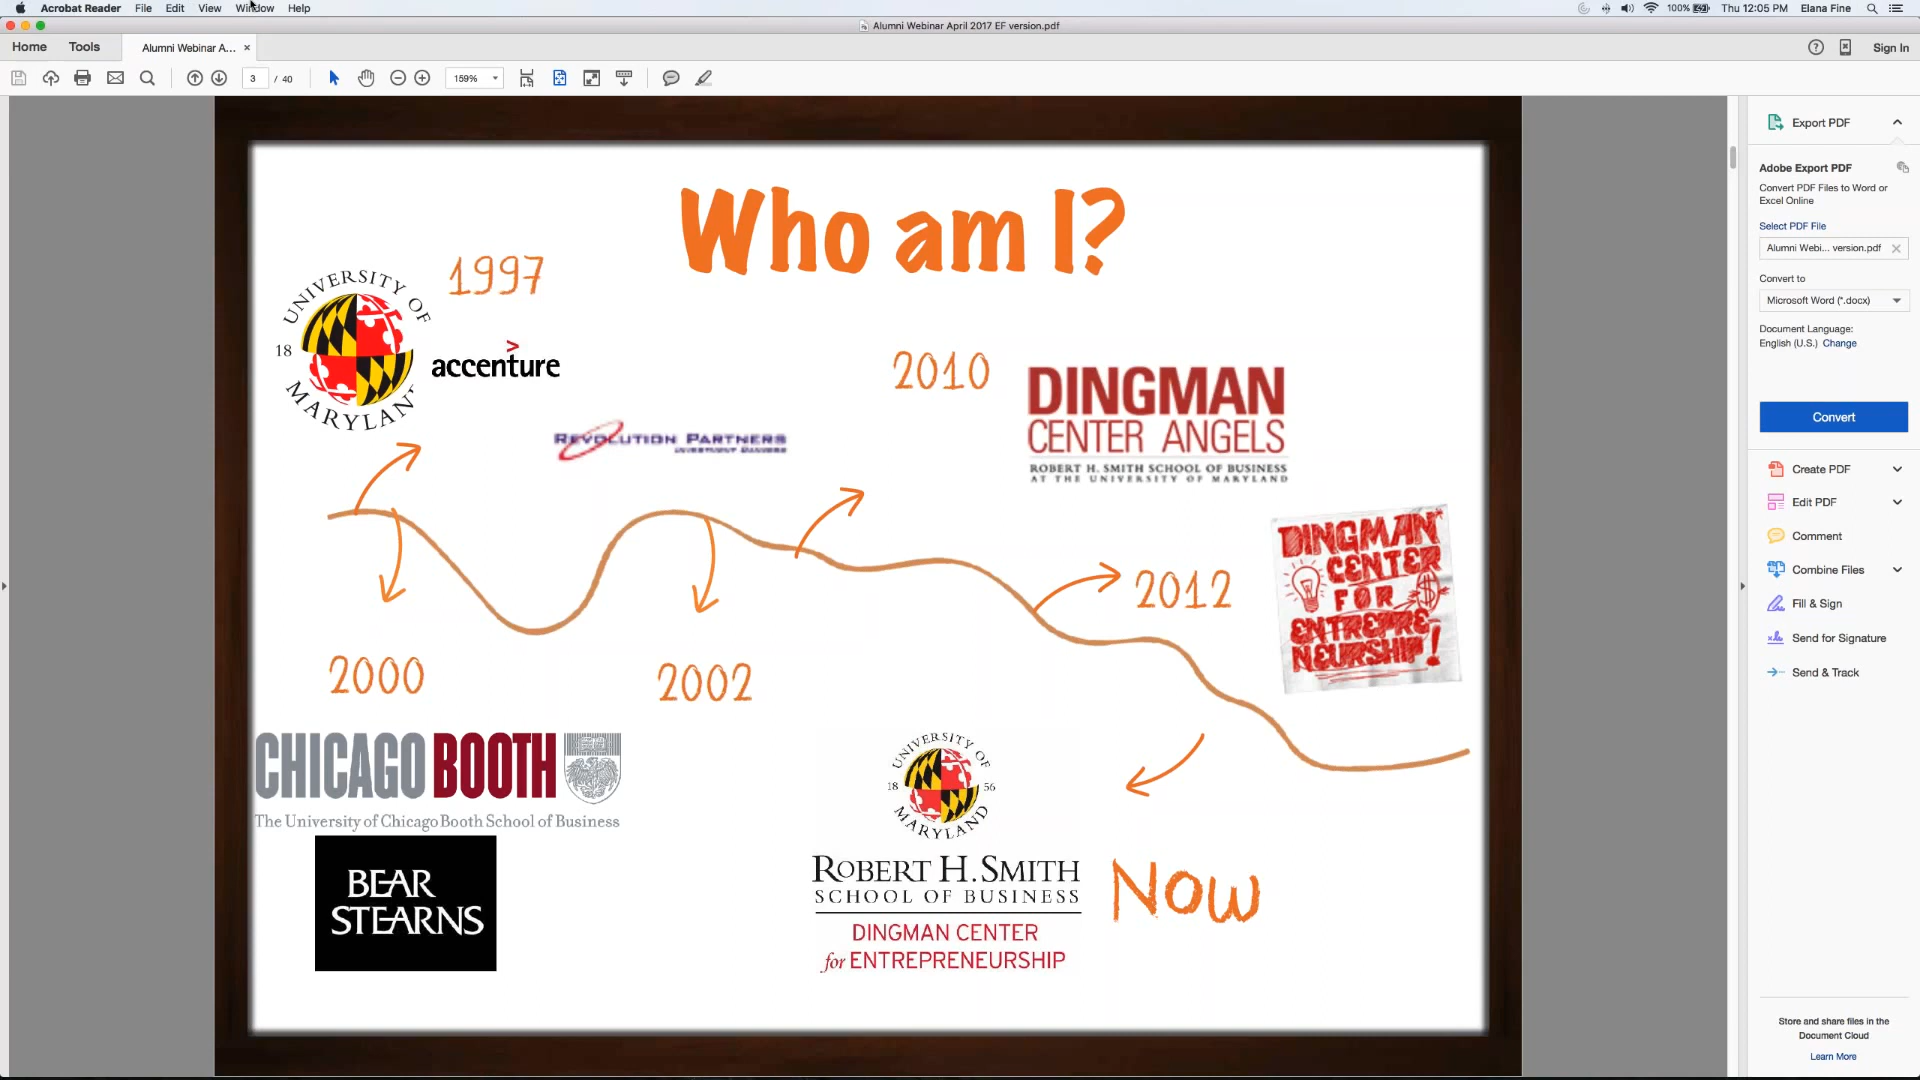 Acrobat Reader File Edit View Window Help
100% Thu 12:05 PM Elana Fine
Alumni Webinar April 2017 EF version.pdf
Home Tools Alumni Webinar A... ×
Sign In
3 / 40
159%
Export PDF
Adobe Export PDF
Convert PDF Files to Word or
Excel Online
Select PDF File
Alumni Webi... version.pdf
Convert to
Microsoft Word (*.docx)
Document Language:
English (U.S.) Change
Convert
Create PDF
Edit PDF
Comment
Combine Files
Fill & Sign
Send for Signature
Send & Track
Store and share files in the
Document Cloud
Learn More
Who am I?
1997
UNIVERSITY OF
18
MARYLAND
accenture
REVOLUTION PARTNERS
INVESTMENT BANKERS
2010
DINGMAN
CENTER ANGELS
ROBERT H. SMITH SCHOOL OF BUSINESS
AT THE UNIVERSITY OF MARYLAND
2012
DINGMAN
CENTER
FOR
ENTREPRE-
NEURSHIP!
2000
2002
CHICAGO BOOTH
The University of Chicago Booth School of Business
BEAR
STEARNS
UNIVERSITY OF
18 56
MARYLAND
ROBERT H. SMITH
SCHOOL OF BUSINESS
DINGMAN CENTER
for ENTREPRENEURSHIP
Now